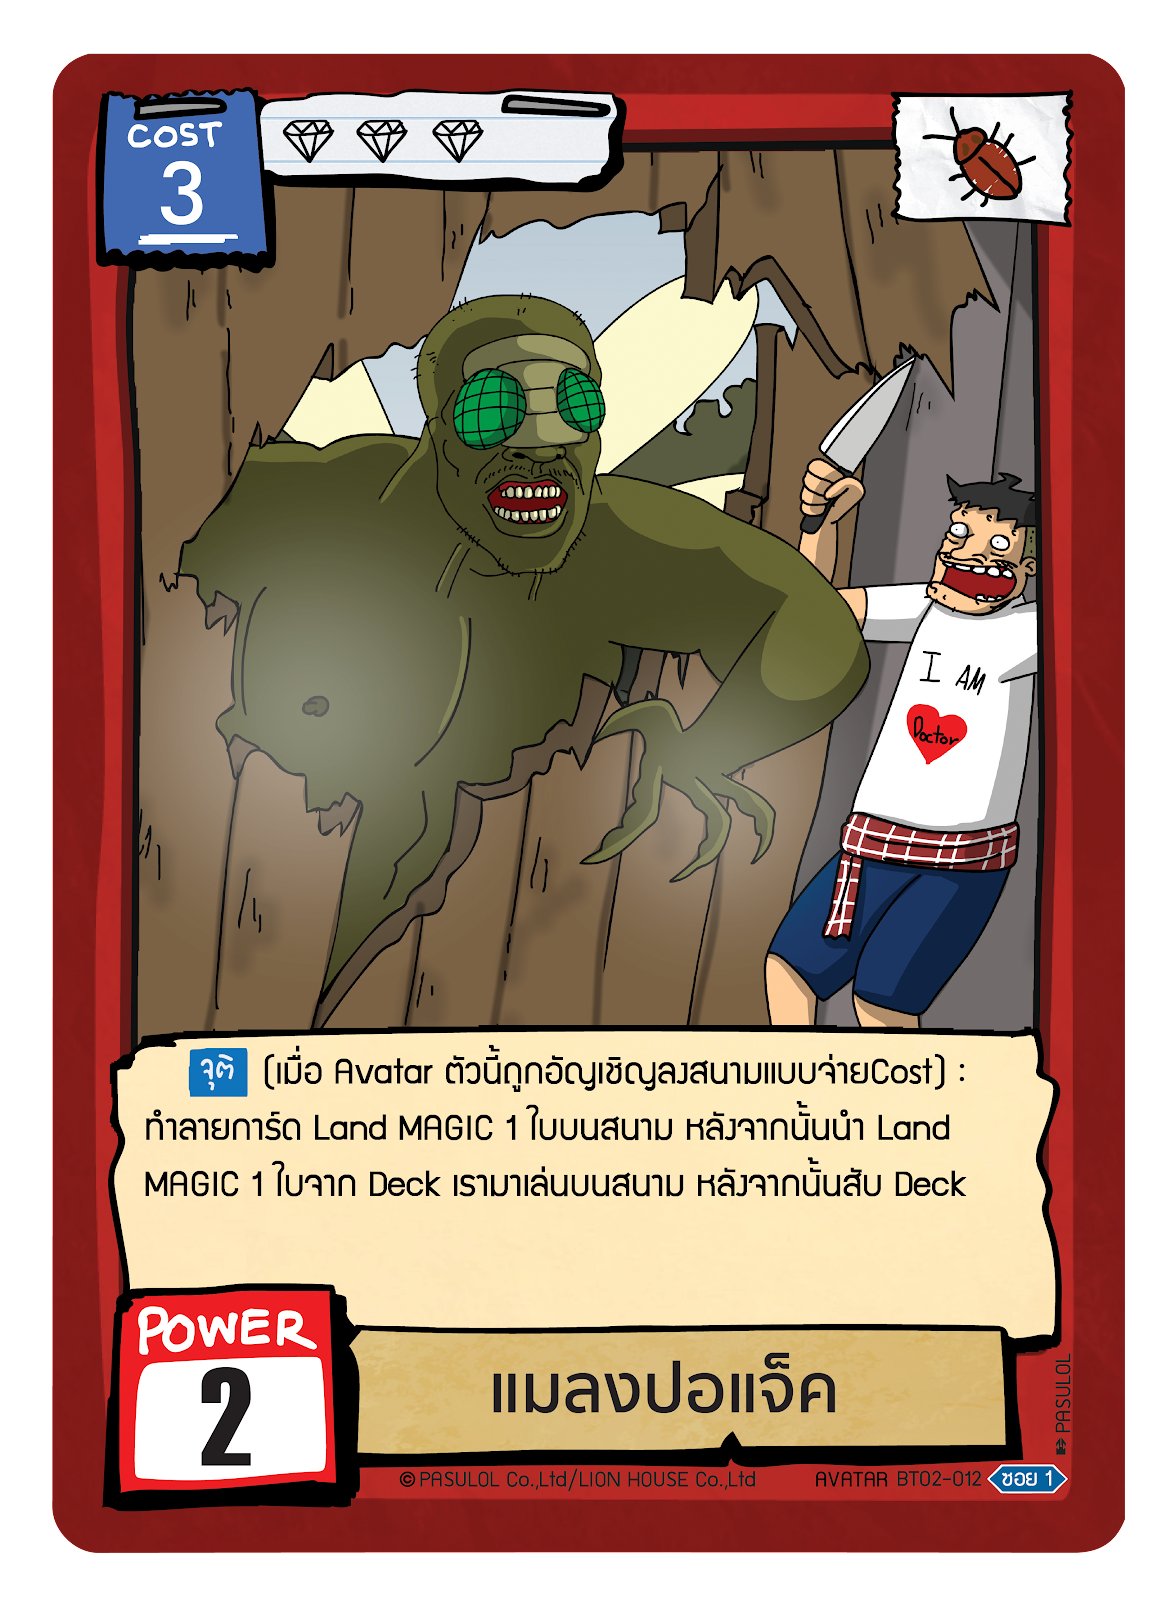 COST
3
I AM
Doctor
จุติ (เมื่อ Avatar ตัวนี้ถูกอัญเชิญลงสนามแบบจ่ายCost) :
ทำลายการ์ด Land MAGIC 1 ใบบนสนาม หลังจากนั้นนำ Land
MAGIC 1 ใบจาก Deck เรามาเล่นบนสนาม หลังจากนั้นสับ Deck
POWER
2
แมลงปอแจ็ค
PASULOL
© PASULOL Co.,Ltd/LION HOUSE Co.,Ltd
AVATAR BT02-012 ซอย 1